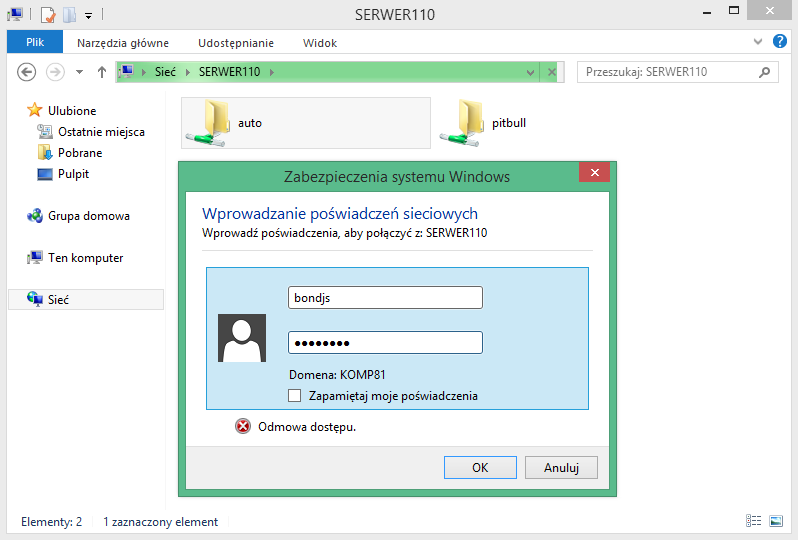 SERWER110
Plik Narzędzia główne Udostępnianie Widok
Sieć SERWER110 Przeszukaj: SERWER110
Ulubione
Ostatnie miejsca
Pobrane
Pulpit
Grupa domowa
Ten komputer
Sieć
auto pitbull
Zabezpieczenia systemu Windows
Wprowadzanie poświadczeń sieciowych
Wprowadź poświadczenia, aby połączyć z: SERWER110
bondjs
●●●●●●●●
Domena: KOMP81
Zapamiętaj moje poświadczenia
Odmowa dostępu.
OK Anuluj
Elementy: 2 1 zaznaczony element